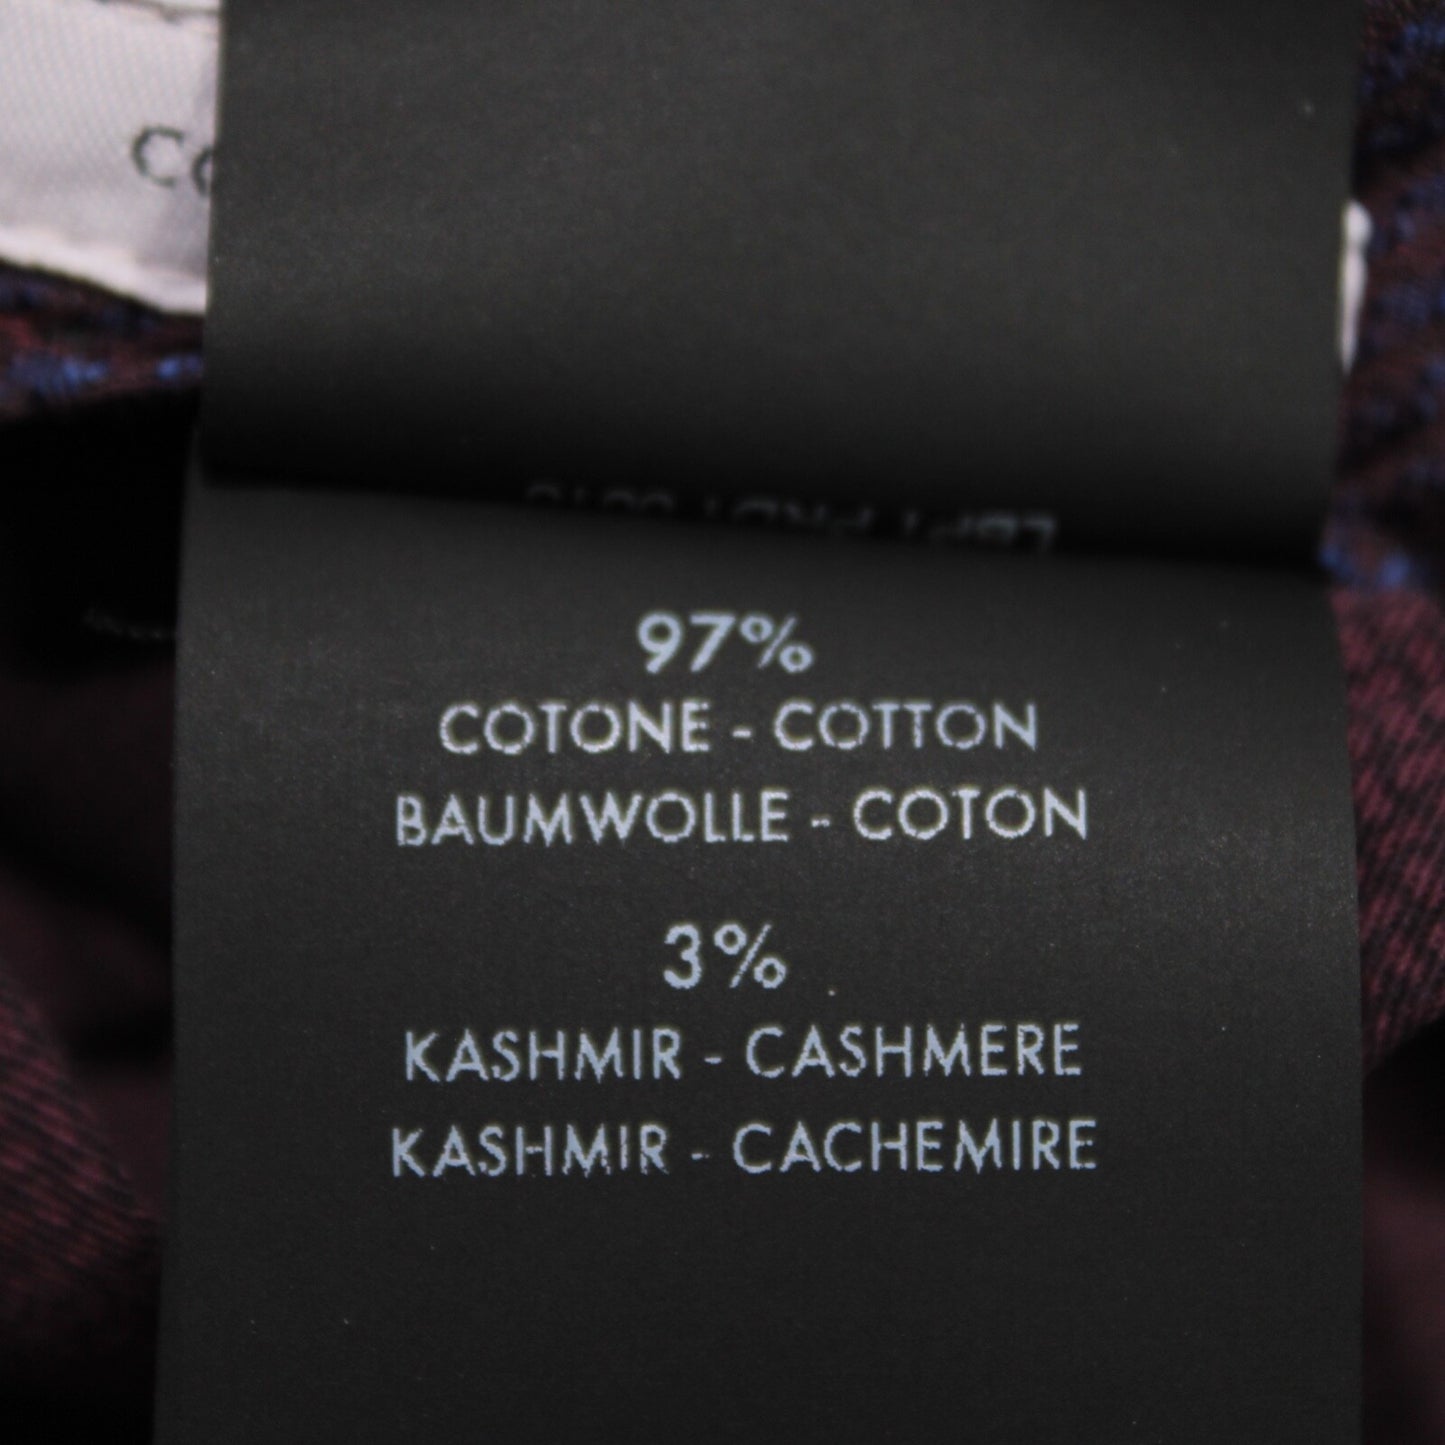 97%
COTONE - COTTON
BAUMWOLLE - COTON
3%
KASHMIR - CASHMERE
KASHMIR - CACHEMIRE